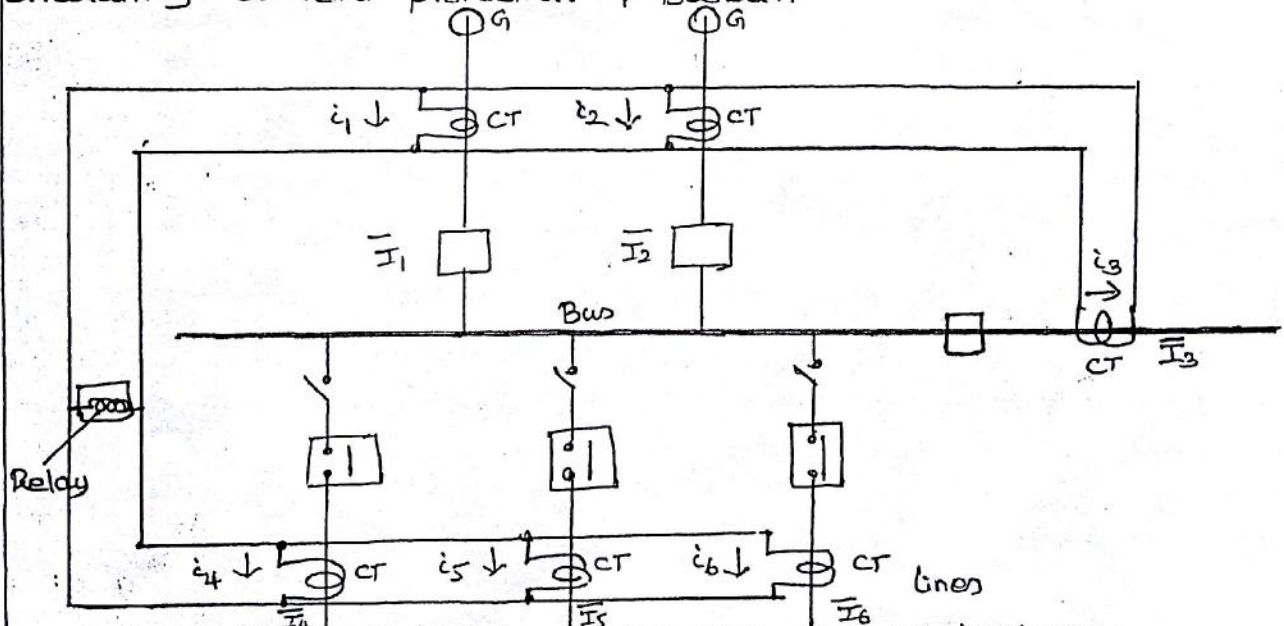 G G
i1 ↓ CT i2 ↓ CT
I1 I2
i3
→
Bus
CT I3
Relay
i4 ↓ CT i5 ↓ CT i6 ↓ CT Lines
I4 I5 I6